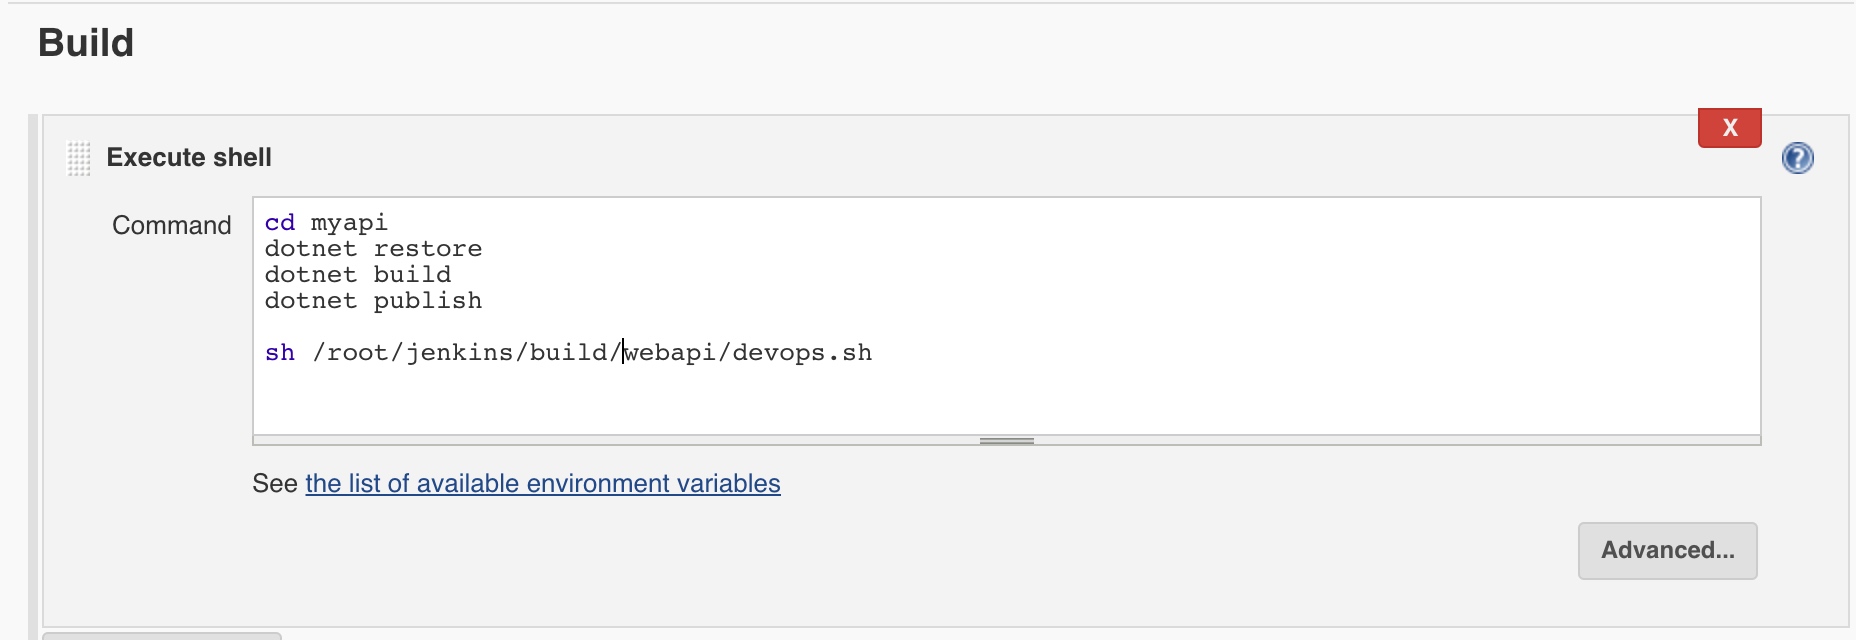 Build
X
Execute shell
?
Command
cd myapi
dotnet restore
dotnet build
dotnet publish
sh /root/jenkins/build/webapi/devops.sh
See the list of available environment variables
Advanced...